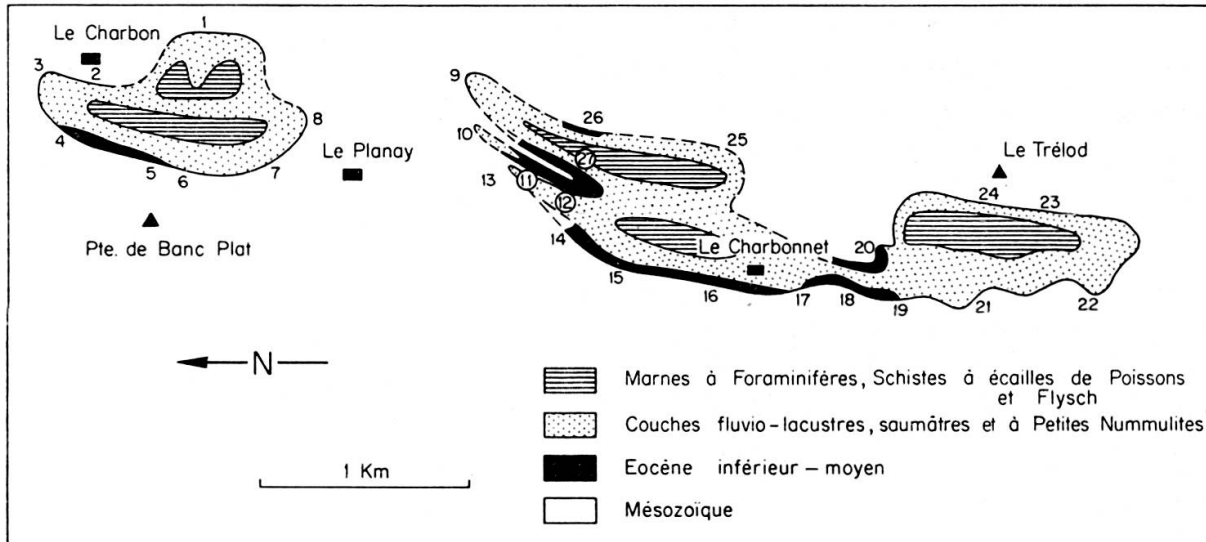 1
Le Charbon
3
2
8
4
5
6
7
Le Planay
Pte. de Banc Plat
9
26
25
10
27
11
13
12
14
Le Charbonnet
15
16
17
18
19
20
Le Trélod
24
23
21
22
N
Marnes à Foraminifères, Schistes à écailles de Poissons
et Flysch
Couches fluvio-lacustres, saumâtres et à Petites Nummulites
Eocène inférieur - moyen
Mésozoïque
1 Km